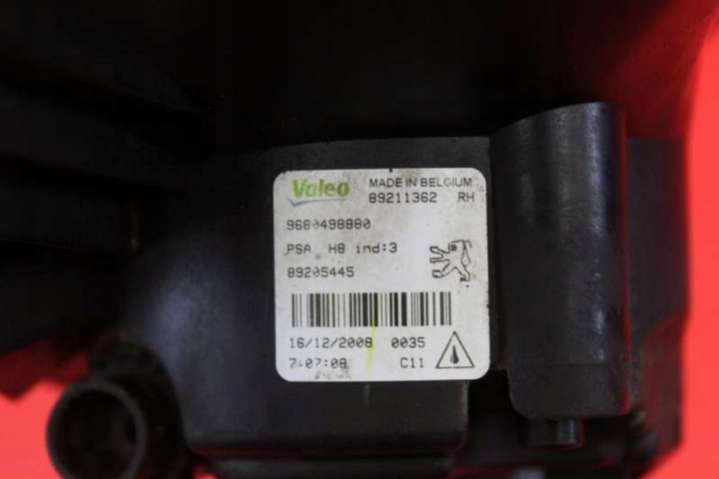 Valeo MADE IN BELGIUM
89211362 RH
9680498880
PSA H8 ind:3
89205445
16/12/2008 0035
7:07:08 C11